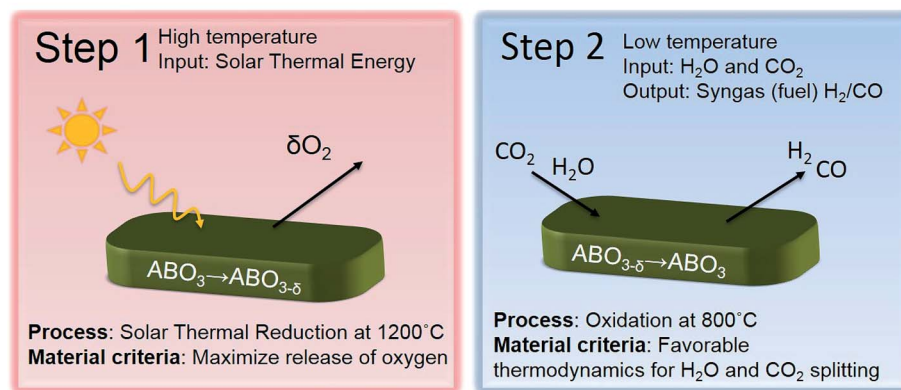 Step 1
High temperature
Input: Solar Thermal Energy
δO₂
ABO₃→ABO₃₋δ
Process: Solar Thermal Reduction at 1200˚C
Material criteria: Maximize release of oxygen
Step 2
Low temperature
Input: H₂O and CO₂
Output: Syngas (fuel) H₂/CO
CO₂
H₂O
H₂
CO
ABO₃₋δ→ABO₃
Process: Oxidation at 800˚C
Material criteria: Favorable
thermodynamics for H₂O and CO₂ splitting